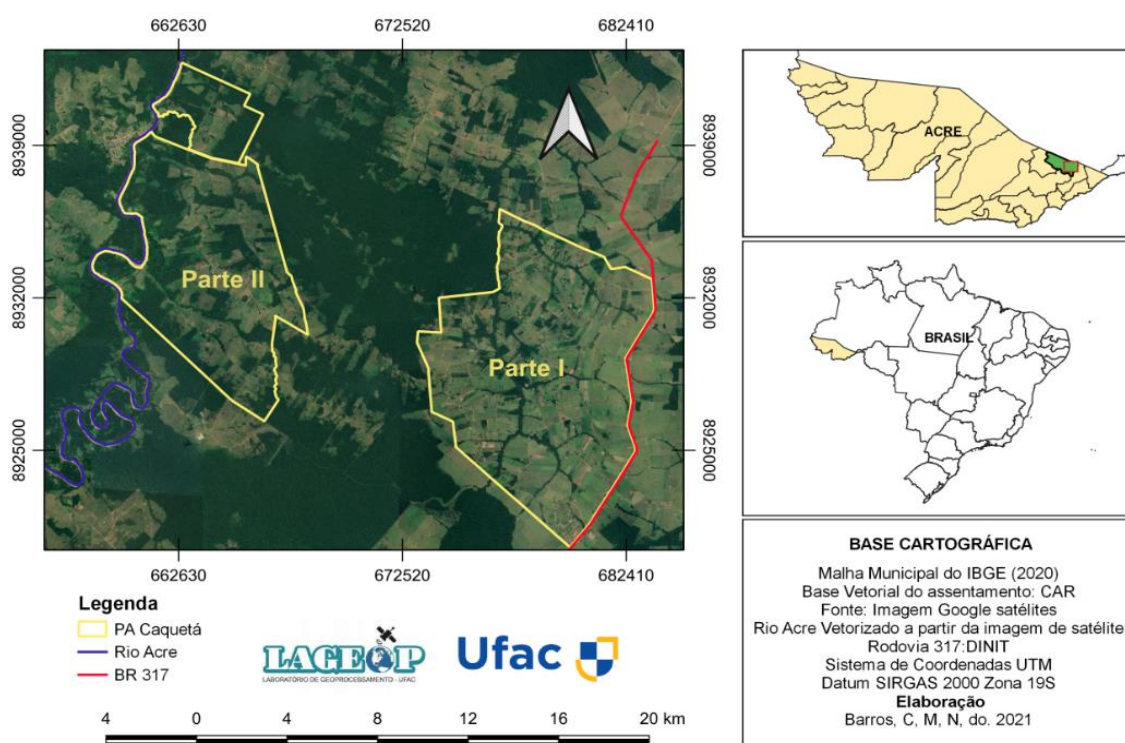 662630 672520 682410
8939000 8939000
8932000 8932000
8925000 8925000
Parte II
Parte I
662630 672520 682410
Legenda
PA Caquetá
Rio Acre
BR 317
LAGEOP
LABORATÓRIO DE GEOPROCESSAMENTO - UFAC
Ufac
4 0 4 8 12 16 20 km
ACRE
BRASIL
BASE CARTOGRÁFICA
Malha Municipal do IBGE (2020)
Base Vetorial do assentamento: CAR
Fonte: Imagem Google satélites
Rio Acre Vetorizado a partir da imagem de satélite
Rodovia 317:DINIT
Sistema de Coordenadas UTM
Datum SIRGAS 2000 Zona 19S
Elaboração
Barros, C, M, N, do. 2021